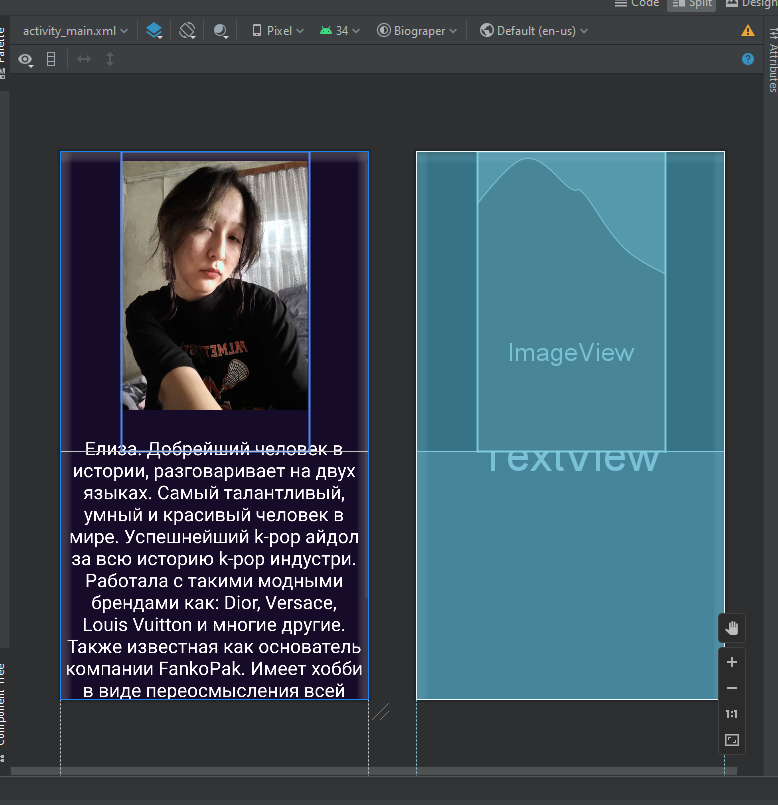 Code Split Design
activity_main.xml Pixel 34 Biograper Default (en-us)
Palette
Attributes
PALMET
ImageView
TextView
Елиза. Добрейший человек в
истории, разговаривает на двух
языках. Самый талантливый,
умный и красивый человек в
мире. Успешнейший k-pop айдол
за всю историю k-pop индустри.
Работала с такими модными
брендами как: Dior, Versace,
Louis Vuitton и многие другие.
Также известная как основатель
компании FankoPak. Имеет хобби
в виде переосмысления всей
1:1
Component Tree